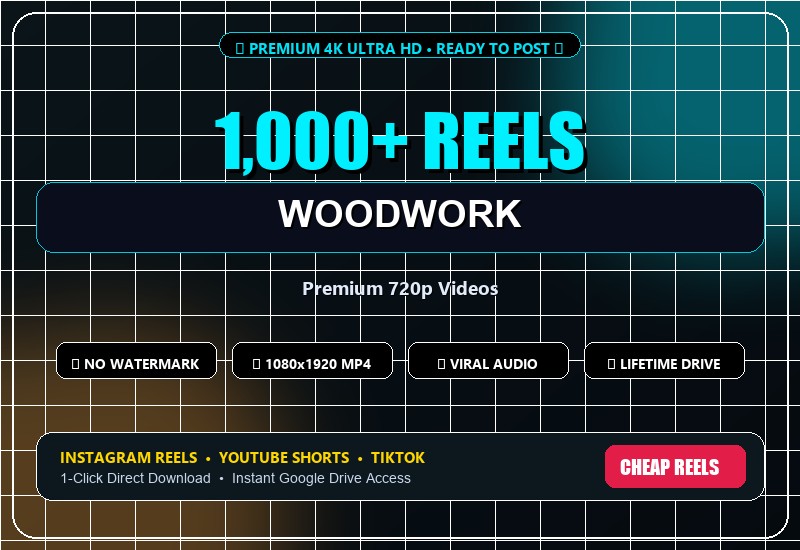 PREMIUM 4K ULTRA HD • READY TO POST
1,000+ REELS
WOODWORK
Premium 720p Videos
NO WATERMARK
1080x1920 MP4
VIRAL AUDIO
LIFETIME DRIVE
INSTAGRAM REELS • YOUTUBE SHORTS • TIKTOK
1-Click Direct Download • Instant Google Drive Access
CHEAP REELS